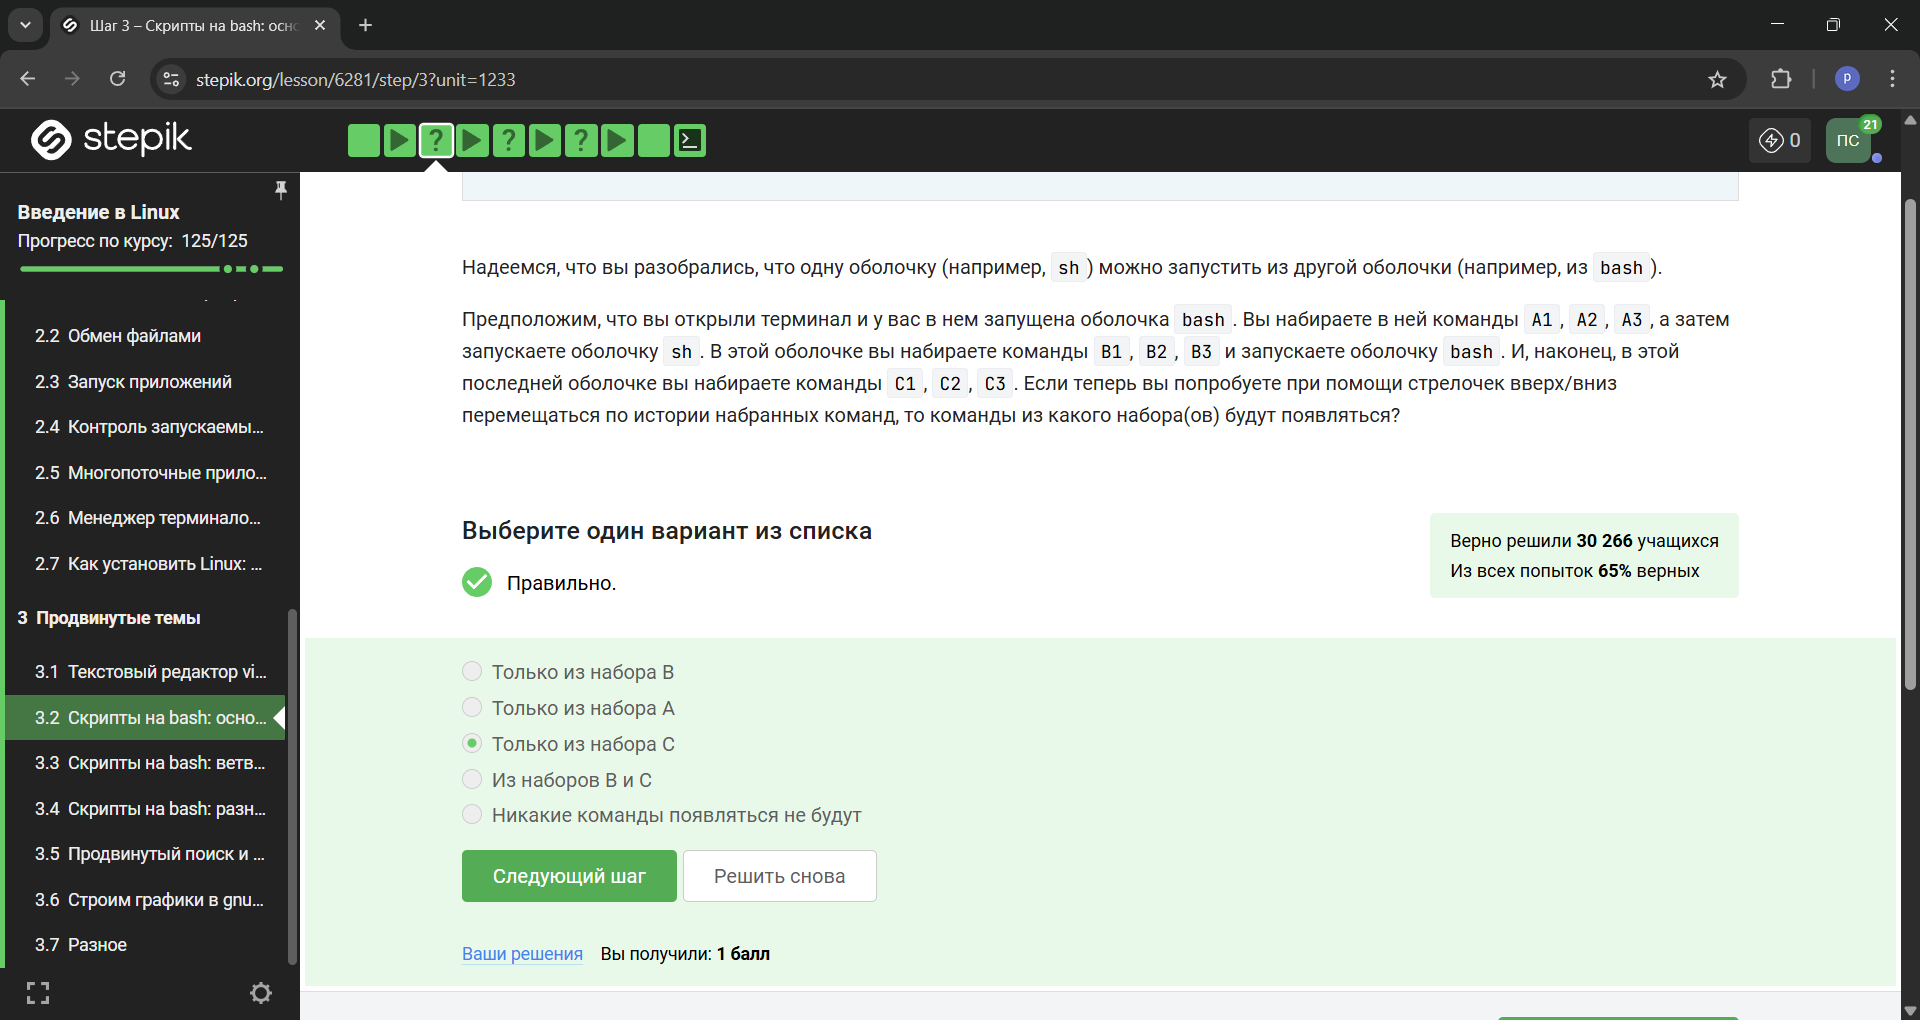 Шаг 3 – Скрипты на bash: осн
stepik.org/lesson/6281/step/3?unit=1233
P
stepik
? ? ?
0
ПС
21
Введение в Linux
Прогресс по курсу: 125/125
2.2 Обмен файлами
2.3 Запуск приложений
2.4 Контроль запускаемы...
2.5 Многопоточные прило...
2.6 Менеджер терминало...
2.7 Как установить Linux: ...
3 Продвинутые темы
3.1 Текстовый редактор vi...
3.2 Скрипты на bash: осно...
3.3 Скрипты на bash: ветв...
3.4 Скрипты на bash: разн...
3.5 Продвинутый поиск и ...
3.6 Строим графики в gnu...
3.7 Разное
Надеемся, что вы разобрались, что одну оболочку (например, sh ) можно запустить из другой оболочки (например, из bash ).
Предположим, что вы открыли терминал и у вас в нем запущена оболочка bash . Вы набираете в ней команды A1 , A2 , A3 , а затем
запускаете оболочку sh . В этой оболочке вы набираете команды B1 , B2 , B3 и запускаете оболочку bash . И, наконец, в этой
последней оболочке вы набираете команды C1 , C2 , C3 . Если теперь вы попробуете при помощи стрелочек вверх/вниз
перемещаться по истории набранных команд, то команды из какого набора(ов) будут появляться?
Выберите один вариант из списка
Правильно.
Верно решили 30 266 учащихся
Из всех попыток 65% верных
Только из набора B
Только из набора A
Только из набора C
Из наборов B и C
Никакие команды появляться не будут
Следующий шаг
Решить снова
Ваши решения Вы получили: 1 балл